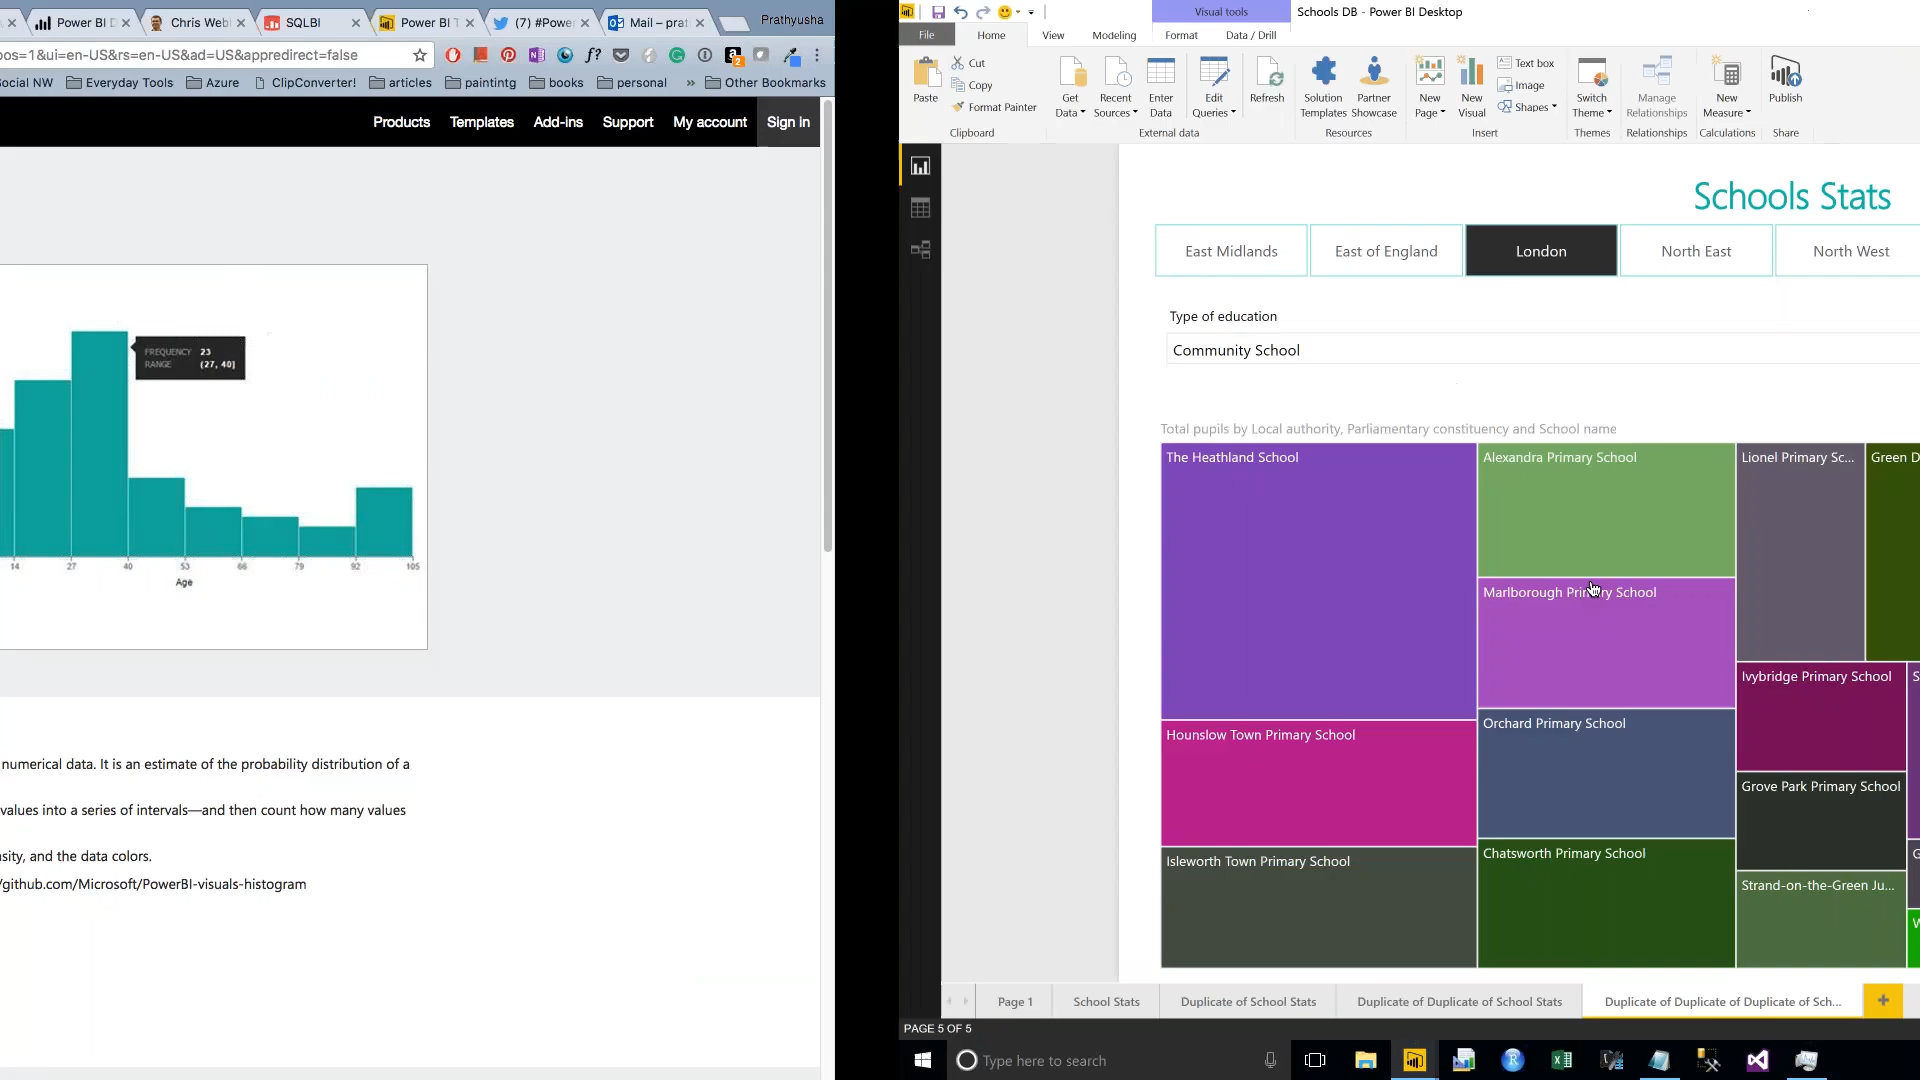 Power BI D
Chris Web
SQLBI
Power BI T
(7) #Powe
Mail – prat
Prathyusha
pos=1&ui=en-US&rs=en-US&ad=US&appredirect=false
ocial NW
Everyday Tools
Azure
ClipConverter!
articles
paintintg
books
personal
»
Other Bookmarks
Products
Templates
Add-ins
Support
My account
Sign in
FREQUENCY 23
RANGE (27, 40]
14 27 40 53 66 79 92 105
Age
numerical data. It is an estimate of the probability distribution of a
values into a series of intervals—and then count how many values
sity, and the data colors.
/github.com/Microsoft/PowerBI-visuals-histogram
Visual tools
Schools DB - Power BI Desktop
File
Home
View
Modeling
Format
Data / Drill
Paste
Cut
Copy
Format Painter
Clipboard
Get Data
Recent Sources
Enter Data
Edit Queries
Refresh
External data
Solution Templates
Partner Showcase
Resources
New Page
New Visual
Text box
Image
Shapes
Insert
Switch Theme
Themes
Manage Relationships
Relationships
New Measure
Calculations
Publish
Share
Schools Stats
East Midlands
East of England
London
North East
North West
Type of education
Community School
Total pupils by Local authority, Parliamentary constituency and School name
The Heathland School
Alexandra Primary School
Lionel Primary Sc...
Green D
Marlborough Primary School
Ivybridge Primary School
S
Orchard Primary School
Hounslow Town Primary School
Grove Park Primary School
Isleworth Town Primary School
Chatsworth Primary School
G
Strand-on-the-Green Ju...
W
Page 1
School Stats
Duplicate of School Stats
Duplicate of Duplicate of School Stats
Duplicate of Duplicate of Duplicate of Sch...
PAGE 5 OF 5
Type here to search